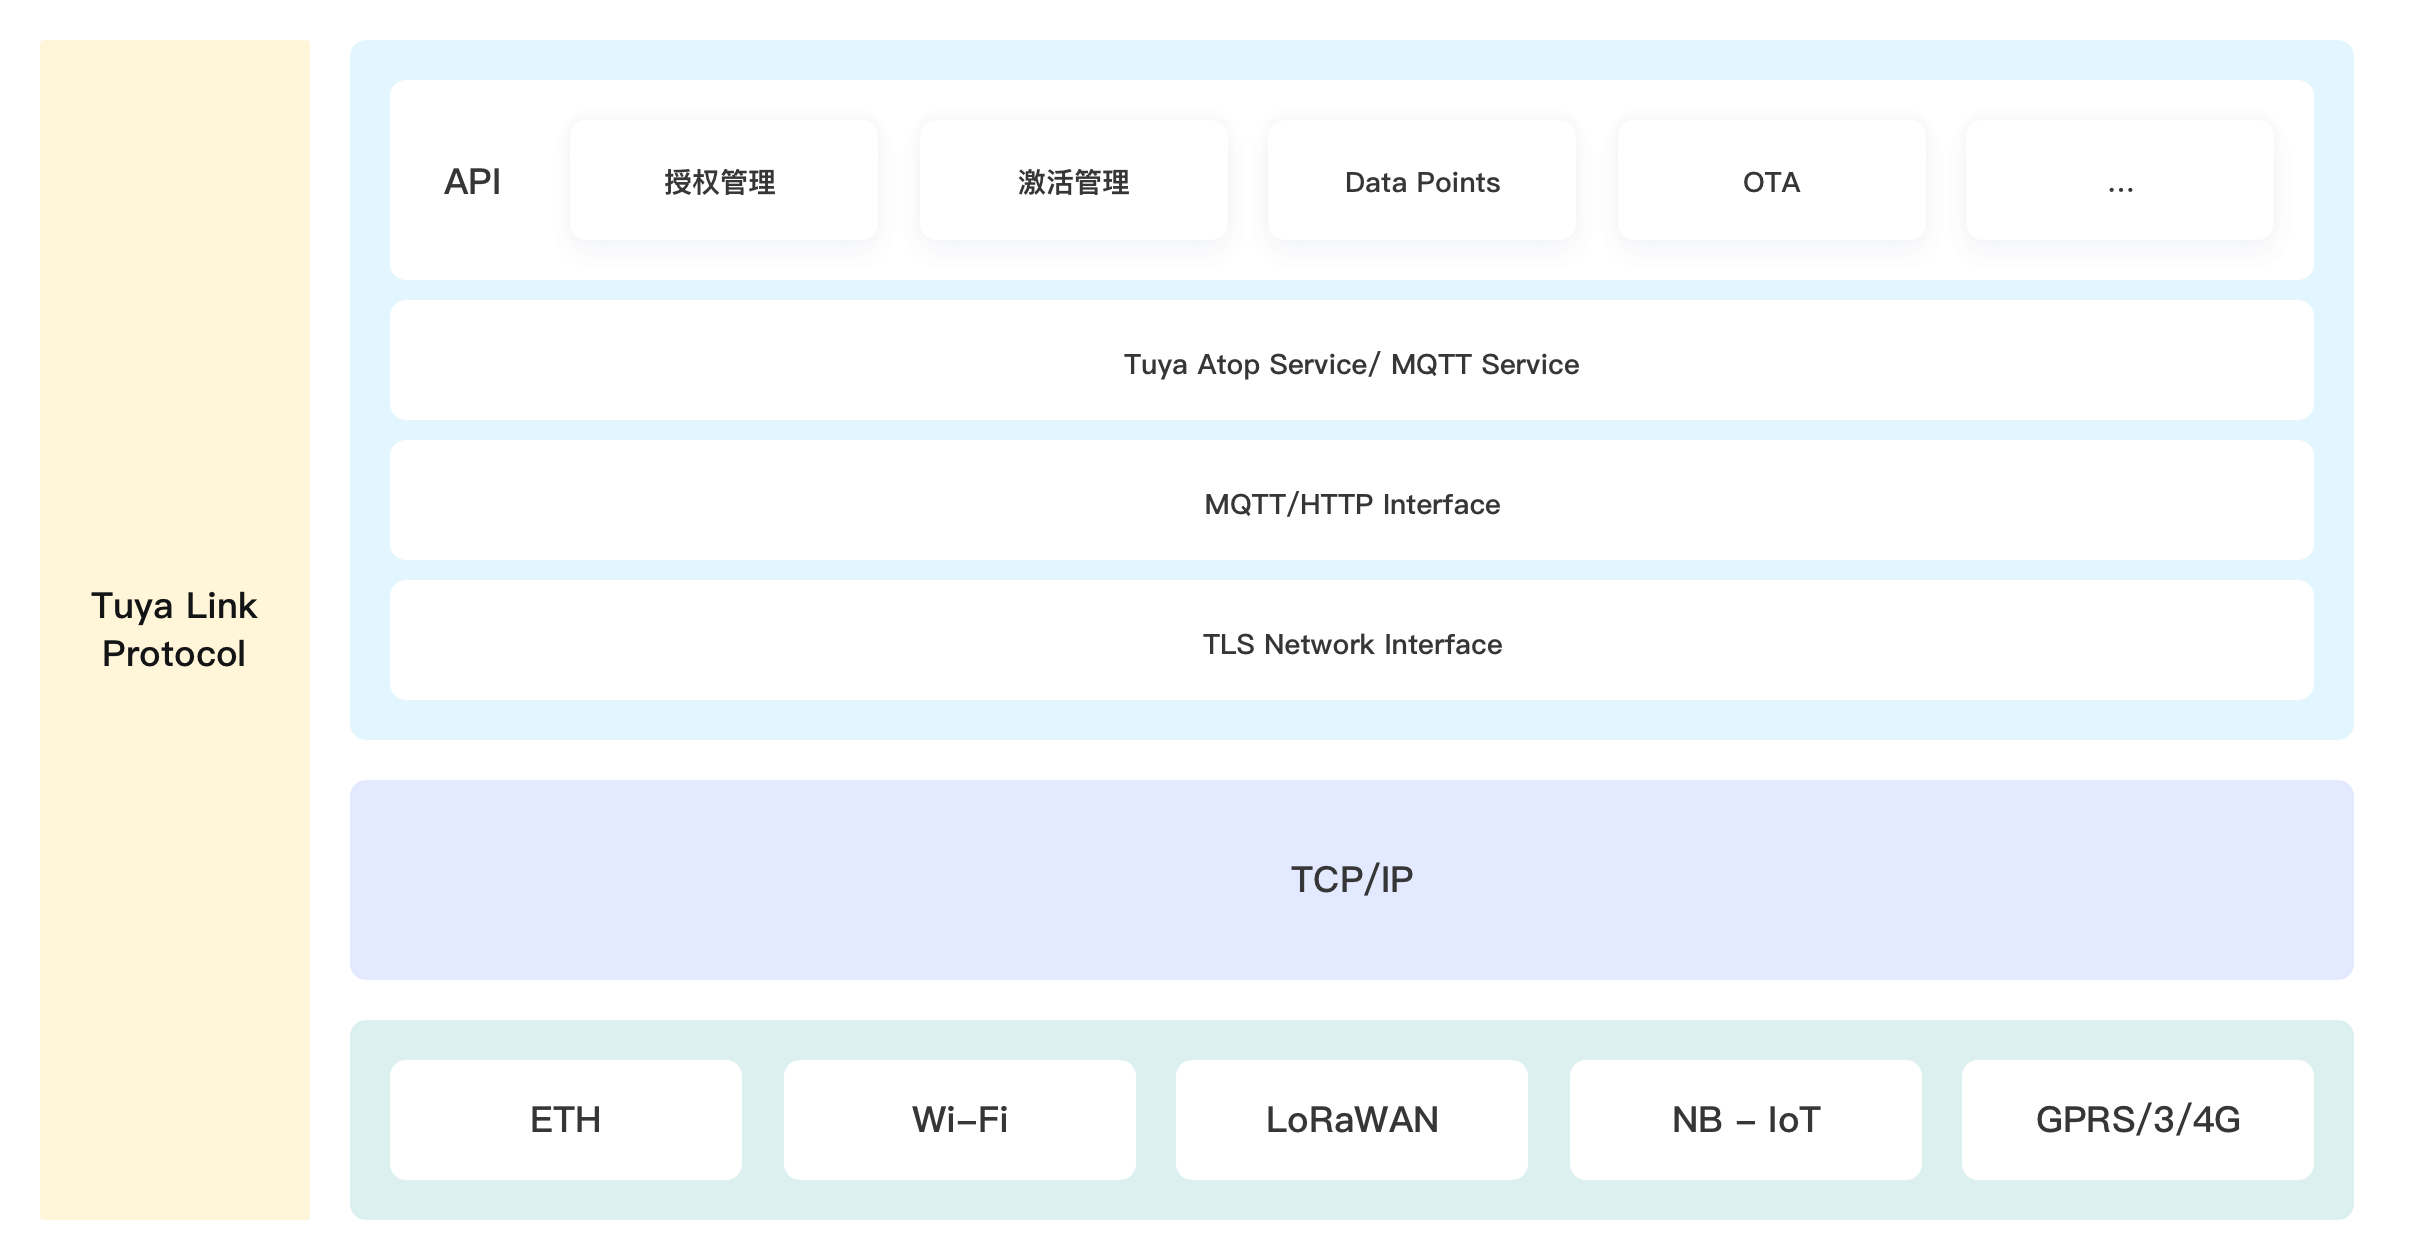 Tuya Link
Protocol
API
授权管理
激活管理
Data Points
OTA
...
Tuya Atop Service/ MQTT Service
MQTT/HTTP Interface
TLS Network Interface
TCP/IP
ETH
Wi-Fi
LoRaWAN
NB - IoT
GPRS/3/4G